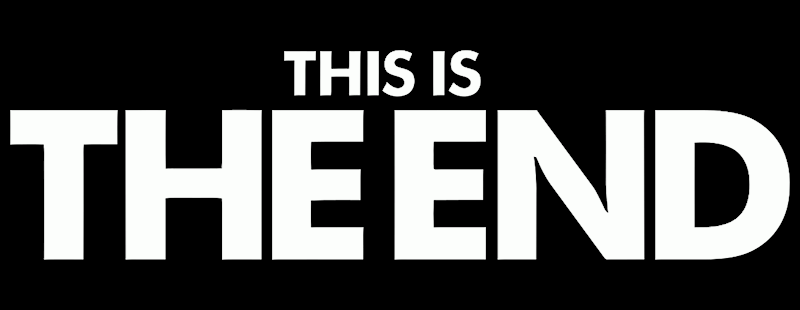 THIS IS
THE END